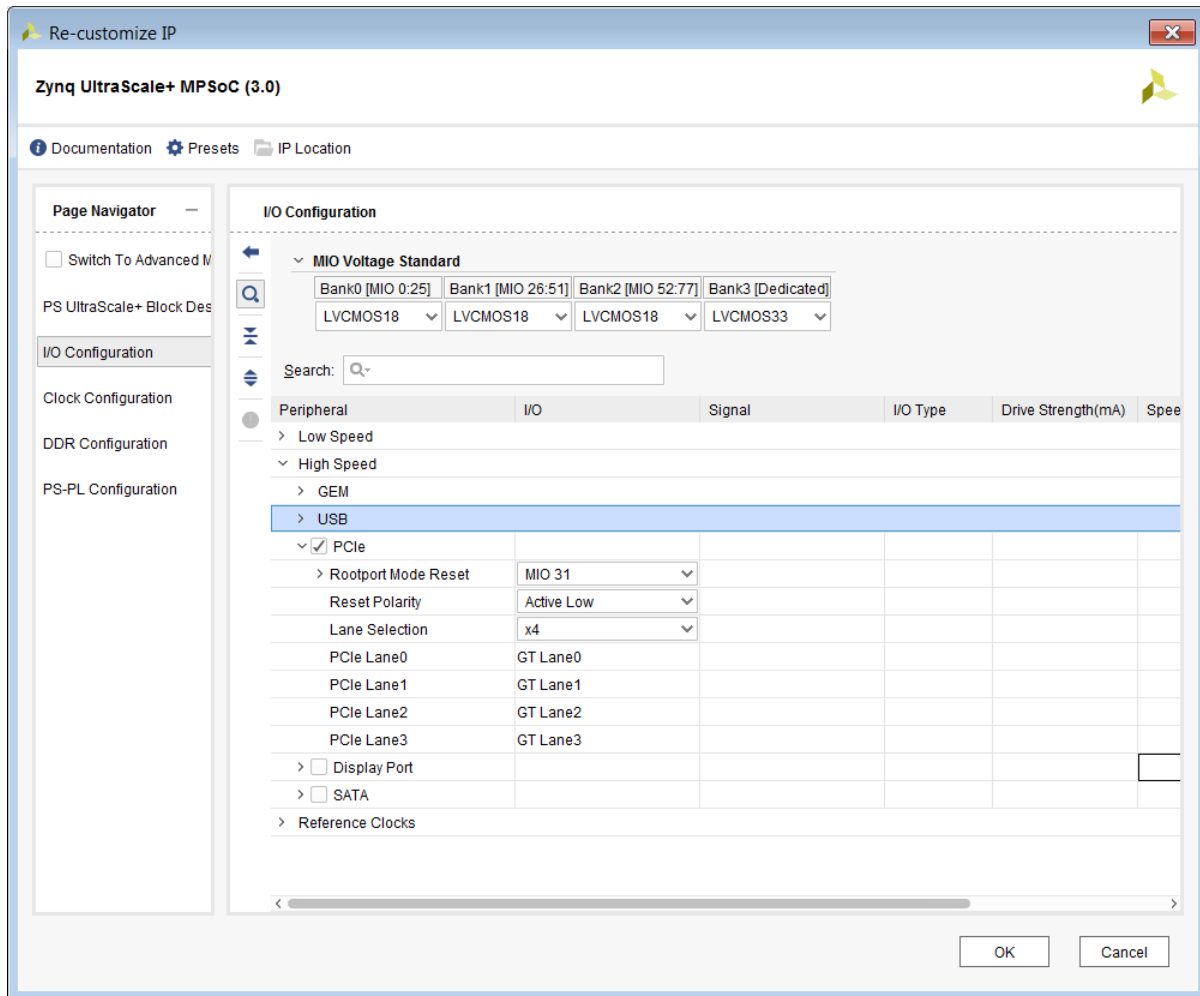 Re-customize IP
Zynq UltraScale+ MPSoC (3.0)
Documentation Presets IP Location
Page Navigator
Switch To Advanced M
PS UltraScale+ Block Des
I/O Configuration
Clock Configuration
DDR Configuration
PS-PL Configuration
I/O Configuration
MIO Voltage Standard
Bank0 [MIO 0:25] Bank1 [MIO 26:51] Bank2 [MIO 52:77] Bank3 [Dedicated]
LVCMOS18 LVCMOS18 LVCMOS18 LVCMOS33
Search:
Peripheral I/O Signal I/O Type Drive Strength(mA) Spee
Low Speed
High Speed
GEM
USB
PCIe
Rootport Mode Reset MIO 31
Reset Polarity Active Low
Lane Selection x4
PCIe Lane0 GT Lane0
PCIe Lane1 GT Lane1
PCIe Lane2 GT Lane2
PCIe Lane3 GT Lane3
Display Port
SATA
Reference Clocks
OK Cancel